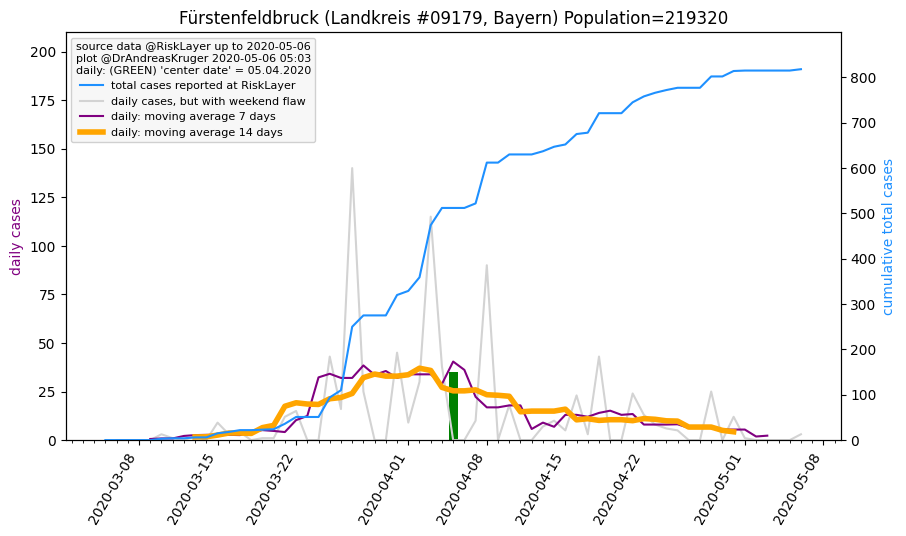 Fürstenfeldbruck (Landkreis #09179, Bayern) Population=219320
source data @RiskLayer up to 2020-05-06
plot @DrAndreasKruger 2020-05-06 05:03
daily: (GREEN) 'center date' = 05.04.2020
total cases reported at RiskLayer
daily cases, but with weekend flaw
daily: moving average 7 days
daily: moving average 14 days
daily cases
200
175
150
125
100
75
50
25
0
800
700
600
500
400
300
200
100
0
cumulative total cases
2020-03-08
2020-03-15
2020-03-22
2020-04-01
2020-04-08
2020-04-15
2020-04-22
2020-05-01
2020-05-08